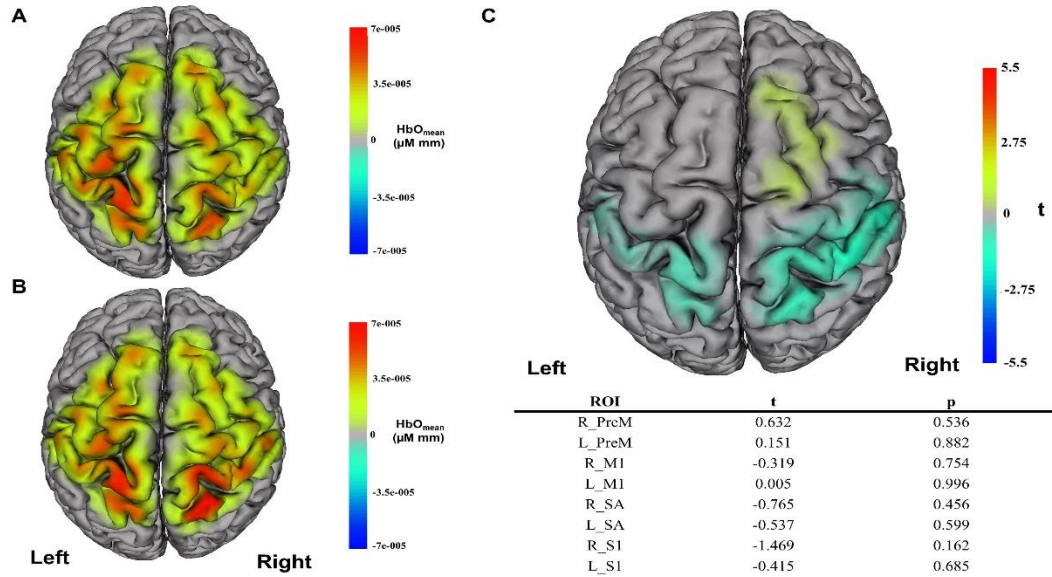 A
7e-005
3.5e-005
HbOmean
0
(µM mm)
-3.5e-005
-7e-005
B
7e-005
3.5e-005
HbOmean
0
(µM mm)
-3.5e-005
-7e-005
Left
Right
C
5.5
2.75
0
t
-2.75
-5.5
Left
Right
ROI t p
R_PreM 0.632 0.536
L_PreM 0.151 0.882
R_M1 -0.319 0.754
L_M1 0.005 0.996
R_SA -0.765 0.456
L_SA -0.537 0.599
R_S1 -1.469 0.162
L_S1 -0.415 0.685